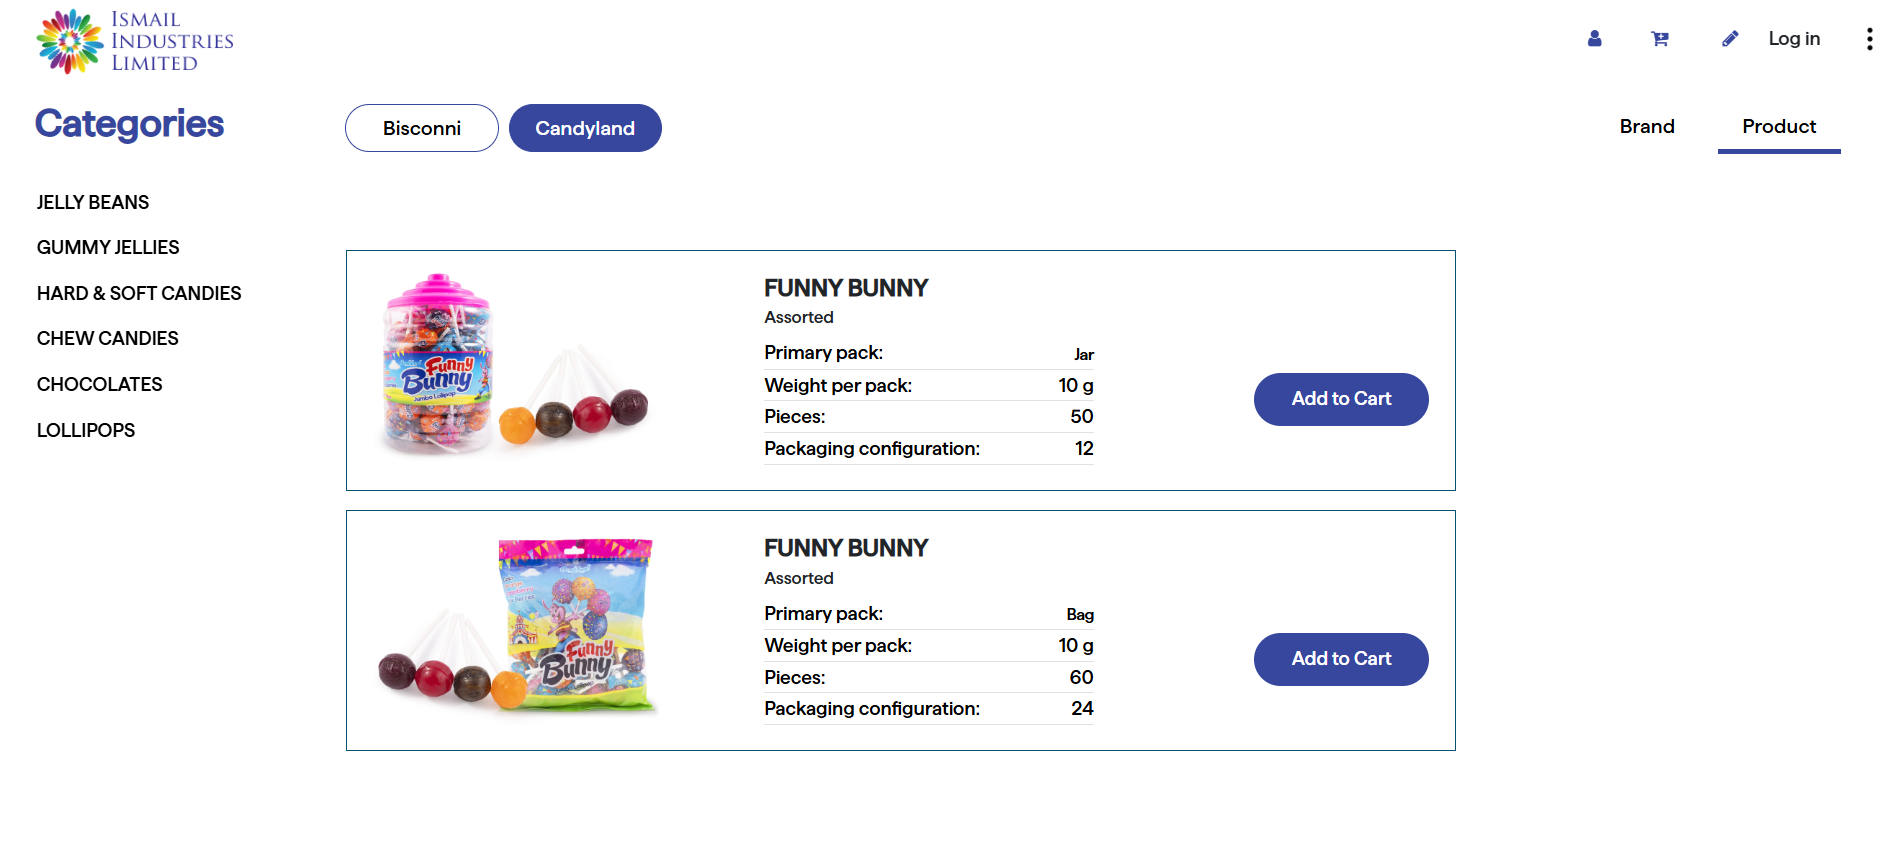 ISMAIL
INDUSTRIES
LIMITED
Log in
Categories
Bisconni
Candyland
Brand
Product
JELLY BEANS
GUMMY JELLIES
HARD & SOFT CANDIES
CHEW CANDIES
CHOCOLATES
LOLLIPOPS
Funny
Bunny
Jumbo Lollipop
FUNNY BUNNY
Assorted
Primary pack: Jar
Weight per pack: 10 g
Pieces: 50
Packaging configuration: 12
Add to Cart
Funny
Bunny
FUNNY BUNNY
Assorted
Primary pack: Bag
Weight per pack: 10 g
Pieces: 60
Packaging configuration: 24
Add to Cart